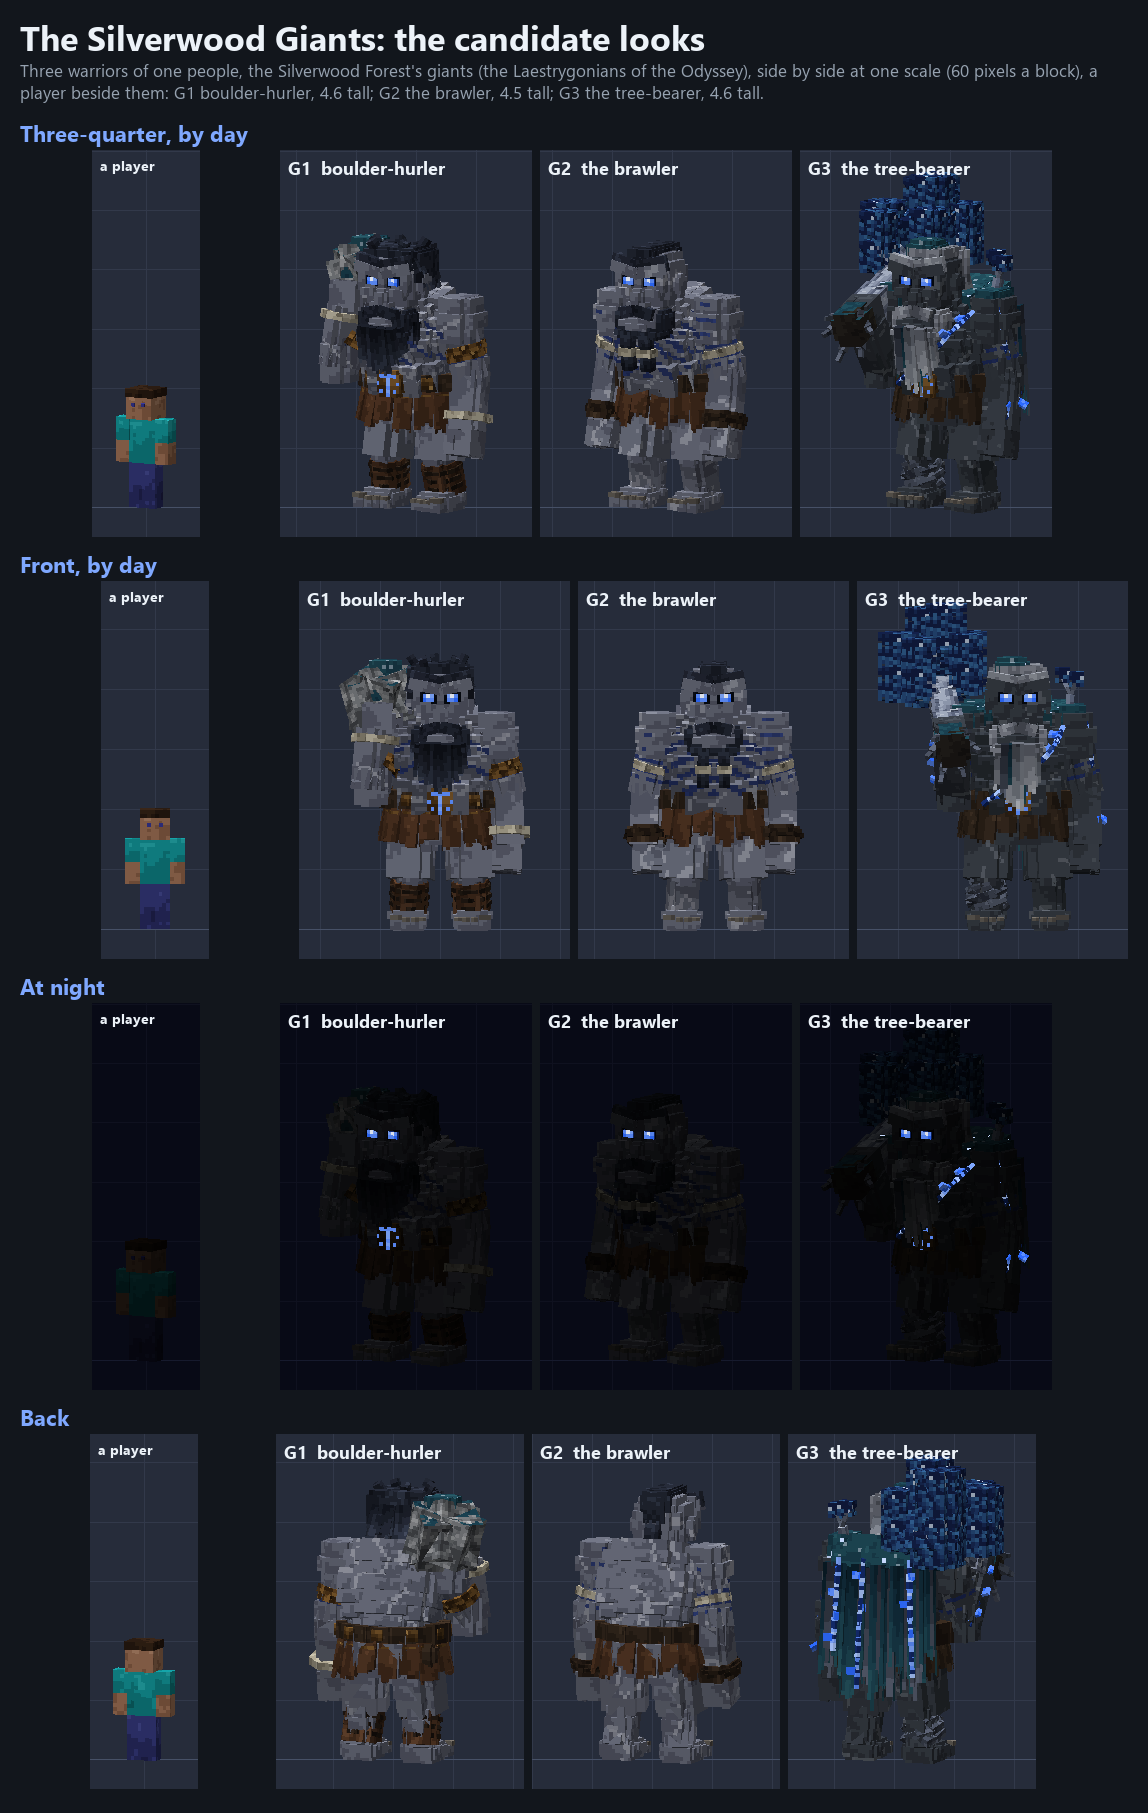 The Silverwood Giants: the candidate looks
Three warriors of one people, the Silverwood Forest's giants (the Laestrygonians of the Odyssey), side by side at one scale (60 pixels a block), a
player beside them: G1 boulder-hurler, 4.6 tall; G2 the brawler, 4.5 tall; G3 the tree-bearer, 4.6 tall.
Three-quarter, by day
a player
G1 boulder-hurler
G2 the brawler
G3 the tree-bearer
Front, by day
a player
G1 boulder-hurler
G2 the brawler
G3 the tree-bearer
At night
a player
G1 boulder-hurler
G2 the brawler
G3 the tree-bearer
Back
a player
G1 boulder-hurler
G2 the brawler
G3 the tree-bearer